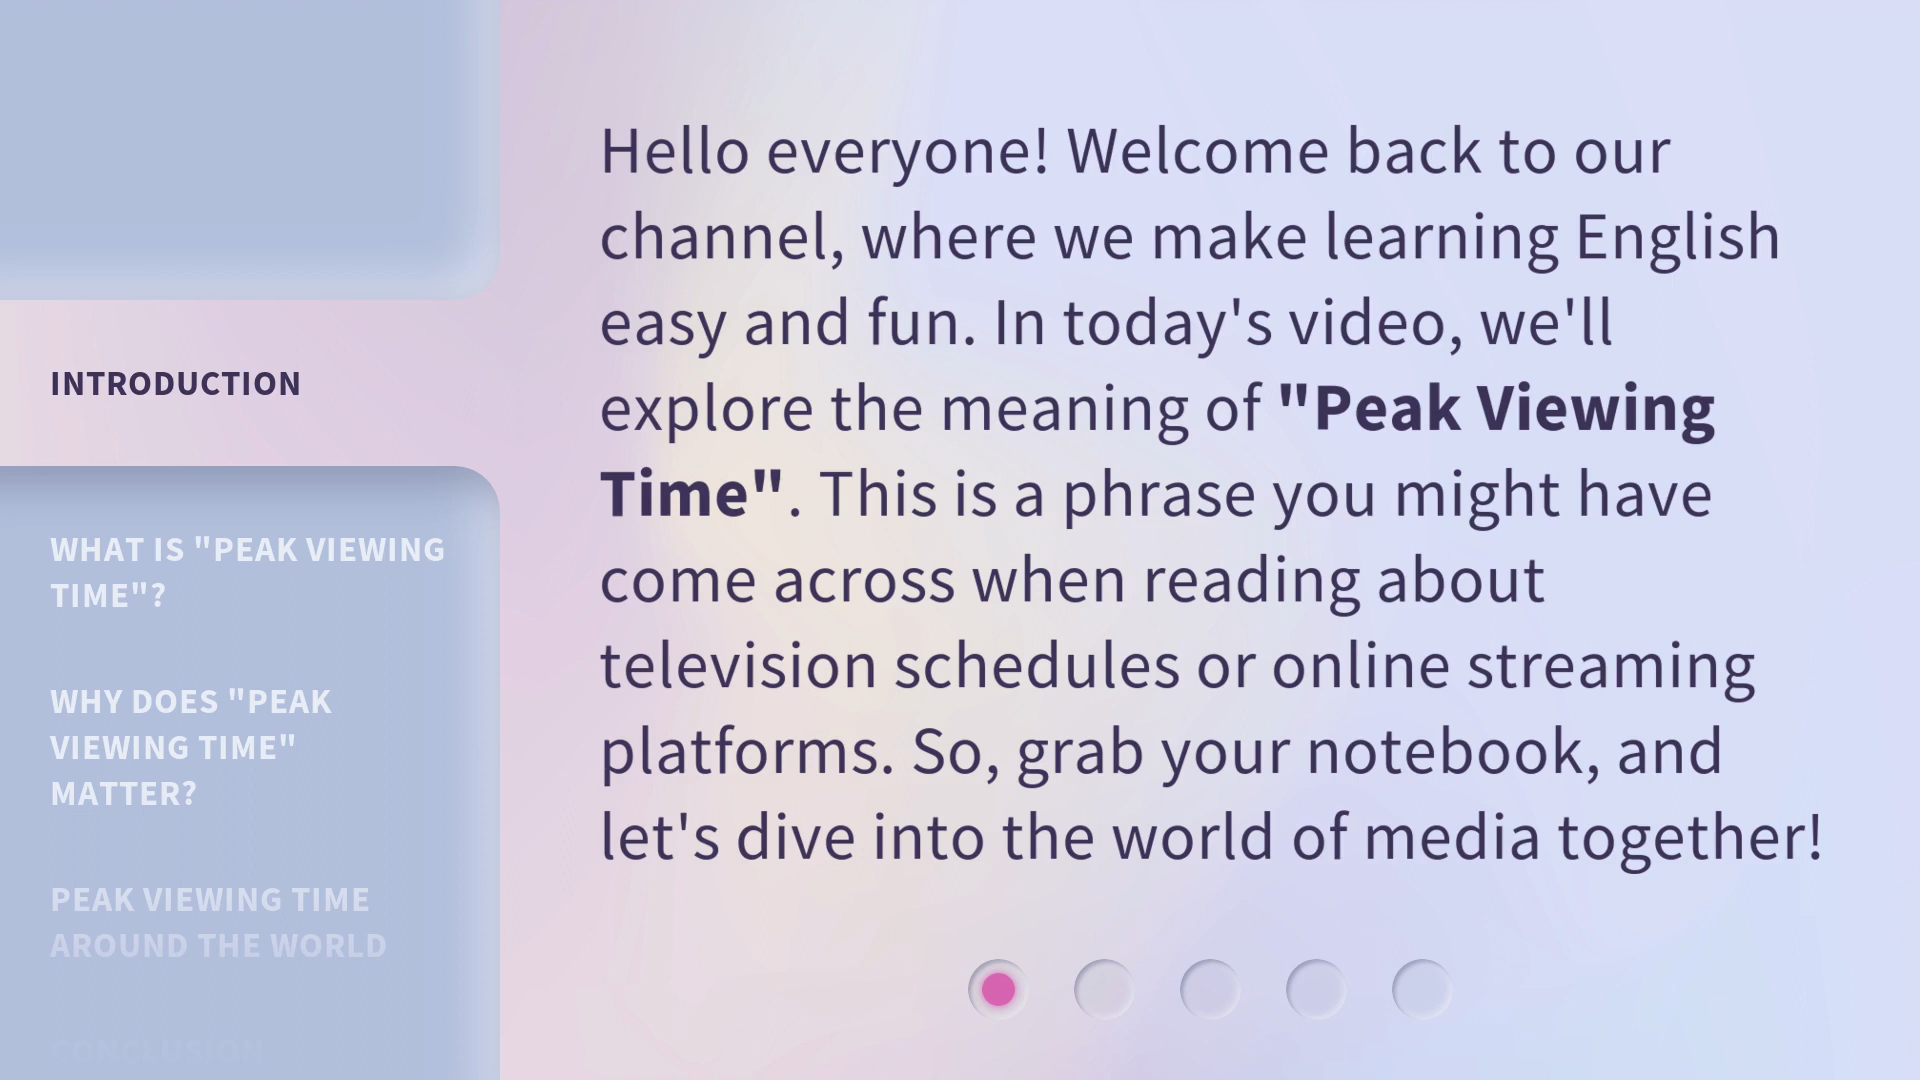 INTRODUCTION
WHAT IS "PEAK VIEWING
TIME"?
WHY DOES "PEAK
VIEWING TIME"
MATTER?
PEAK VIEWING TIME
AROUND THE WORLD
CONCLUSION
Hello everyone! Welcome back to our
channel, where we make learning English
easy and fun. In today's video, we'll
explore the meaning of "Peak Viewing
Time". This is a phrase you might have
come across when reading about
television schedules or online streaming
platforms. So, grab your notebook, and
let's dive into the world of media together!